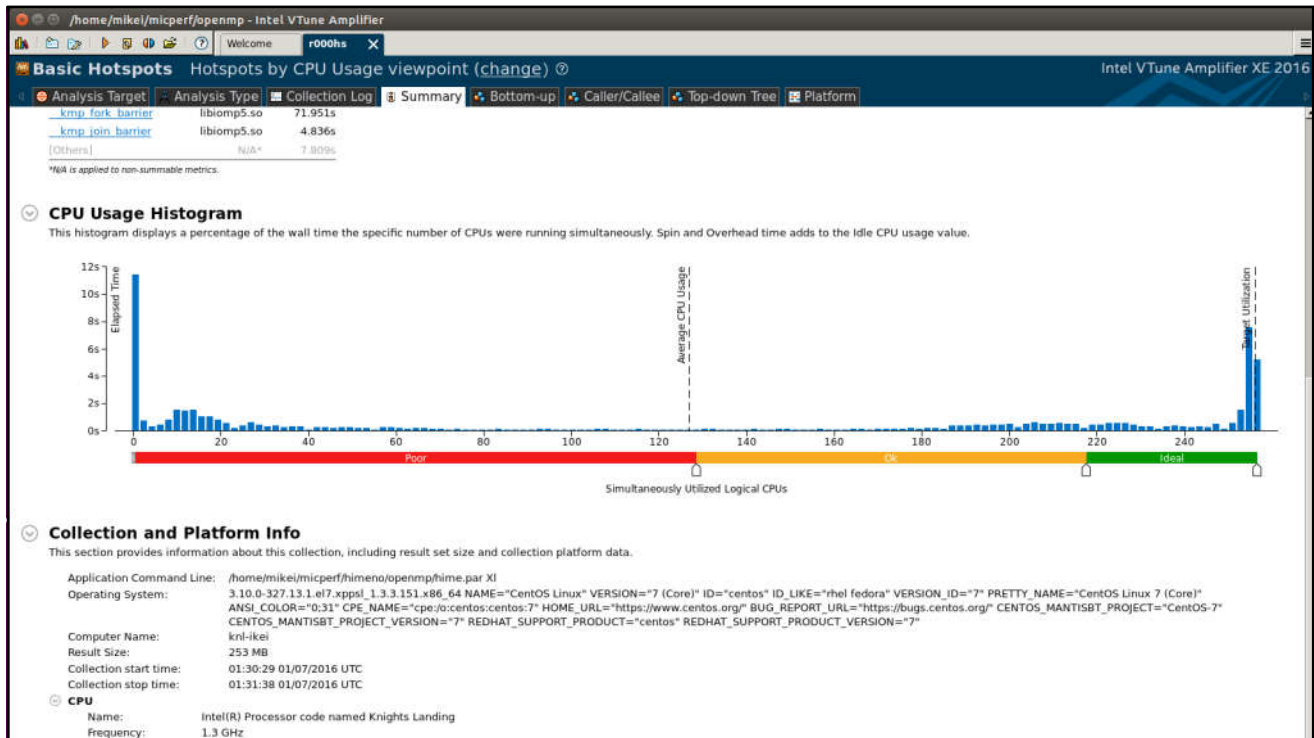 /home/mikei/micperf/openmp - Intel VTune Amplifier
Welcome r000hs
Basic Hotspots Hotspots by CPU Usage viewpoint (change) Intel VTune Amplifier XE 2016
Analysis Target Analysis Type Collection Log Summary Bottom-up Caller/Callee Top-down Tree Platform
__kmp_fork_barrier libiomp5.so 71.951s
__kmp_join_barrier libiomp5.so 4.836s
[Others] N/A* 7.809s
*N/A is applied to non-summable metrics.
CPU Usage Histogram
This histogram displays a percentage of the wall time the specific number of CPUs were running simultaneously. Spin and Overhead time adds to the Idle CPU usage value.
12s
10s
8s
6s
4s
2s
0s
Elapsed Time
Average CPU Usage
Target Utilization
0 20 40 60 80 100 120 140 160 180 200 220 240
Poor Ok Ideal
Simultaneously Utilized Logical CPUs
Collection and Platform Info
This section provides information about this collection, including result set size and collection platform data.
Application Command Line: /home/mikei/micperf/himeno/openmp/hime.par Xl
Operating System: 3.10.0-327.13.1.el7.xppsl_1.3.3.151.x86_64 NAME="CentOS Linux" VERSION="7 (Core)" ID="centos" ID_LIKE="rhel fedora" VERSION_ID="7" PRETTY_NAME="CentOS Linux 7 (Core)"
ANSI_COLOR="0;31" CPE_NAME="cpe:/o:centos:centos:7" HOME_URL="https://www.centos.org/" BUG_REPORT_URL="https://bugs.centos.org/" CENTOS_MANTISBT_PROJECT="CentOS-7"
CENTOS_MANTISBT_PROJECT_VERSION="7" REDHAT_SUPPORT_PRODUCT="centos" REDHAT_SUPPORT_PRODUCT_VERSION="7"
Computer Name: knl-ikei
Result Size: 253 MB
Collection start time: 01:30:29 01/07/2016 UTC
Collection stop time: 01:31:38 01/07/2016 UTC
CPU
Name: Intel(R) Processor code named Knights Landing
Frequency: 1.3 GHz